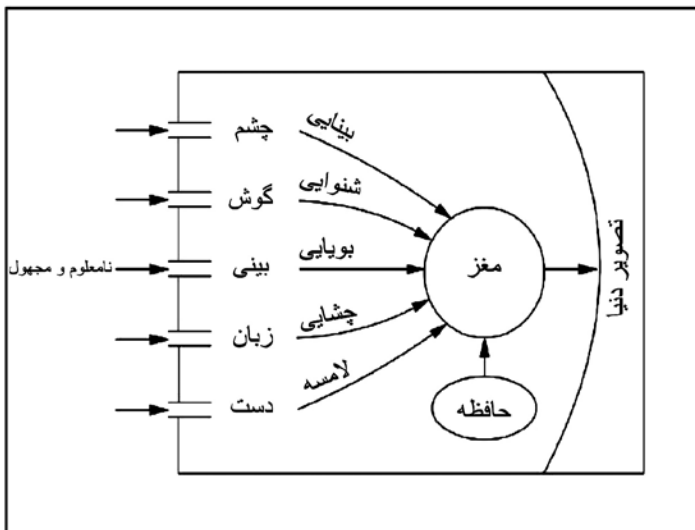 چشم
بینایی
گوش
شنوایی
نامعلوم و مجهول
بینی
بویایی
مغز
تصویر دنیا
زبان
چشایی
دست
لامسه
حافظه